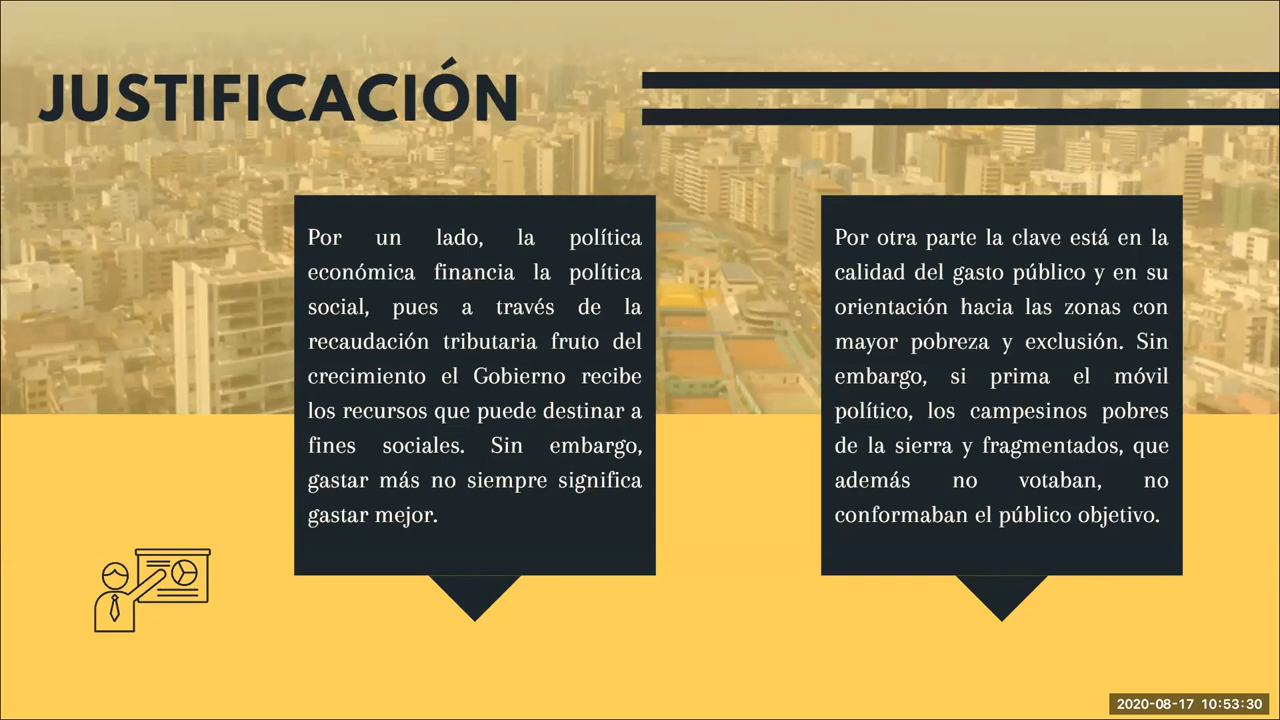 JUSTIFICACIÓN
Por un lado, la política
económica financia la política
social, pues a través de la
recaudación tributaria fruto del
crecimiento el Gobierno recibe
los recursos que puede destinar a
fines sociales. Sin embargo,
gastar más no siempre significa
gastar mejor.
Por otra parte la clave está en la
calidad del gasto público y en su
orientación hacia las zonas con
mayor pobreza y exclusión. Sin
embargo, si prima el móvil
político, los campesinos pobres
de la sierra y fragmentados, que
además no votaban, no
conformaban el público objetivo.
2020-08-17 10:53:30